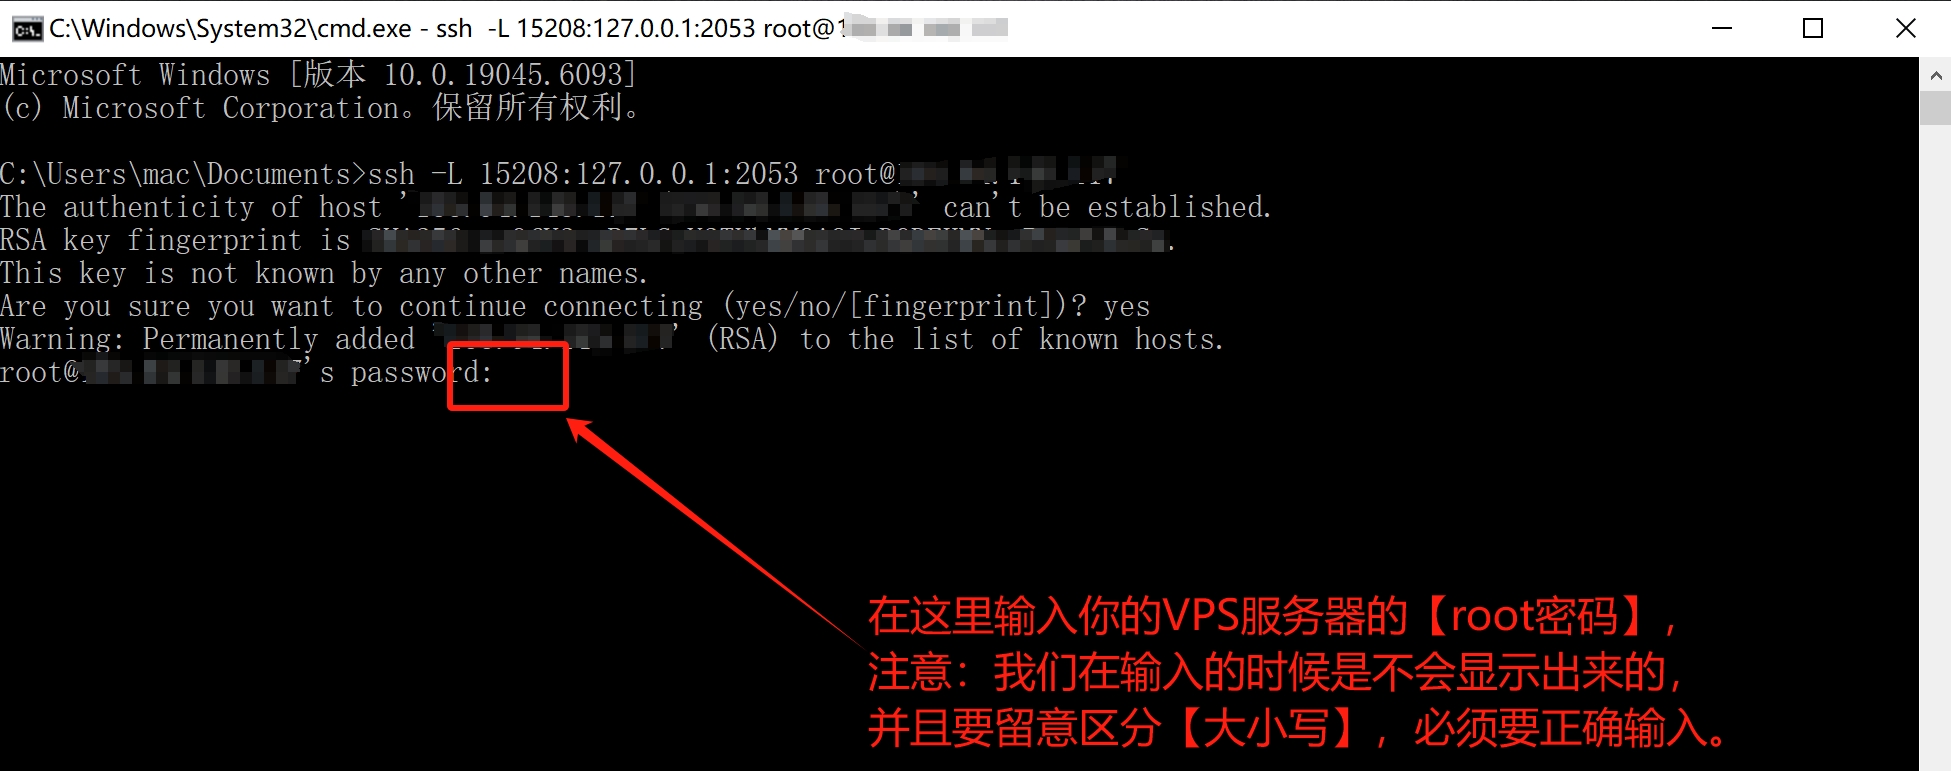 C:\Windows\System32\cmd.exe - ssh  -L 15208:127.0.0.1:2053 root@
Microsoft Windows [版本 10.0.19045.6093]
(c) Microsoft Corporation。保留所有权利。
C:\Users\mac\Documents>ssh -L 15208:127.0.0.1:2053 root@
The authenticity of host '' can't be established.
RSA key fingerprint is .
This key is not known by any other names.
Are you sure you want to continue connecting (yes/no/[fingerprint])? yes
Warning: Permanently added '' (RSA) to the list of known hosts.
root@'s password:
在这里输入你的VPS服务器的【root密码】,
注意：我们在输入的时候是不会显示出来的,
并且要留意区分【大小写】, 必须要正确输入。